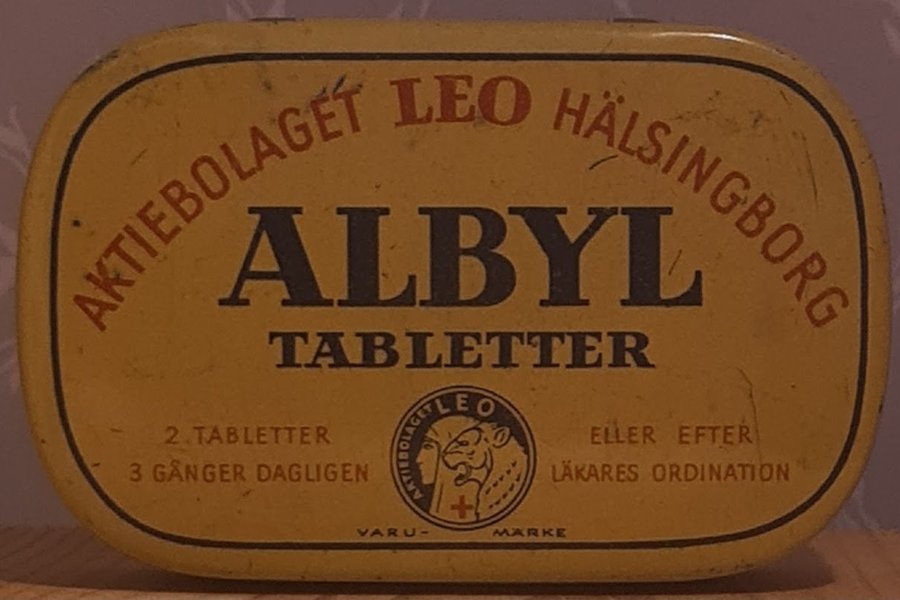 AKTIEBOLAGET LEO HÄLSINGBORG
ALBYL
TABLETTER
2 TABLETTER
3 GÅNGER DAGLIGEN
AKTIEBOLAGET LEO
ELLER EFTER
LÄKARES ORDINATION
VARU-MÄRKE